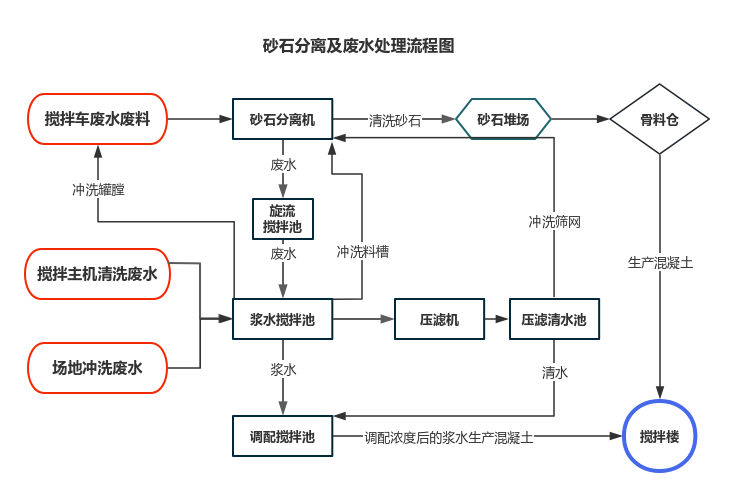 砂石分离及废水处理流程图
搅拌车废水废料
砂石分离机
清洗砂石
砂石堆场
骨料仓
废水
冲洗罐膛
旋流
搅拌池
冲洗筛网
废水
冲洗料槽
生产混凝土
搅拌主机清洗废水
浆水搅拌池
压滤机
压滤清水池
场地冲洗废水
浆水
清水
调配搅拌池
调配浓度后的浆水生产混凝土
搅拌楼